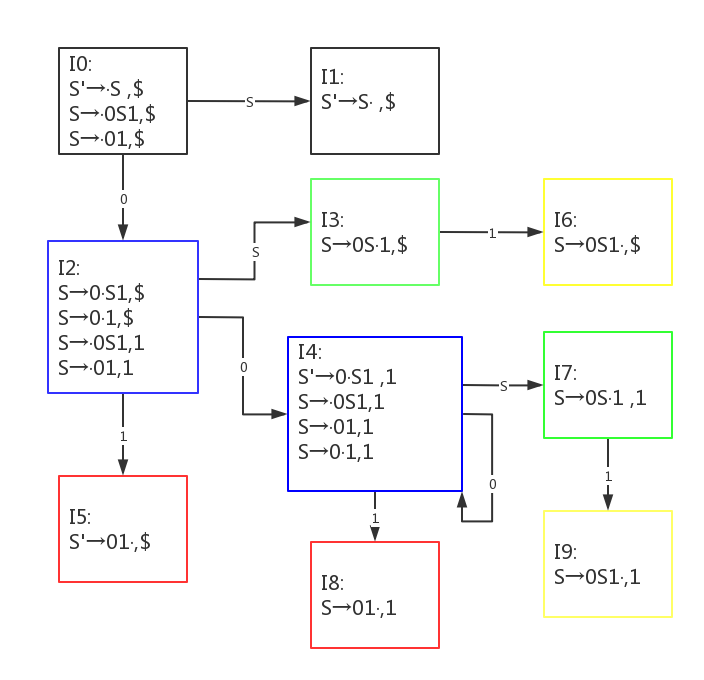 I0:
S'→·S ,$
S→·0S1,$
S→·01,$
S
I1:
S'→S· ,$
0
I2:
S→0·S1,$
S→0·1,$
S→·0S1,1
S→·01,1
S
I3:
S→0S·1,$
1
I6:
S→0S1·,$
0
I4:
S'→0·S1 ,1
S→·0S1,1
S→·01,1
S→0·1,1
S
I7:
S→0S·1 ,1
0
1
I5:
S'→01·,$
1
I8:
S→01·,1
1
I9:
S→0S1·,1